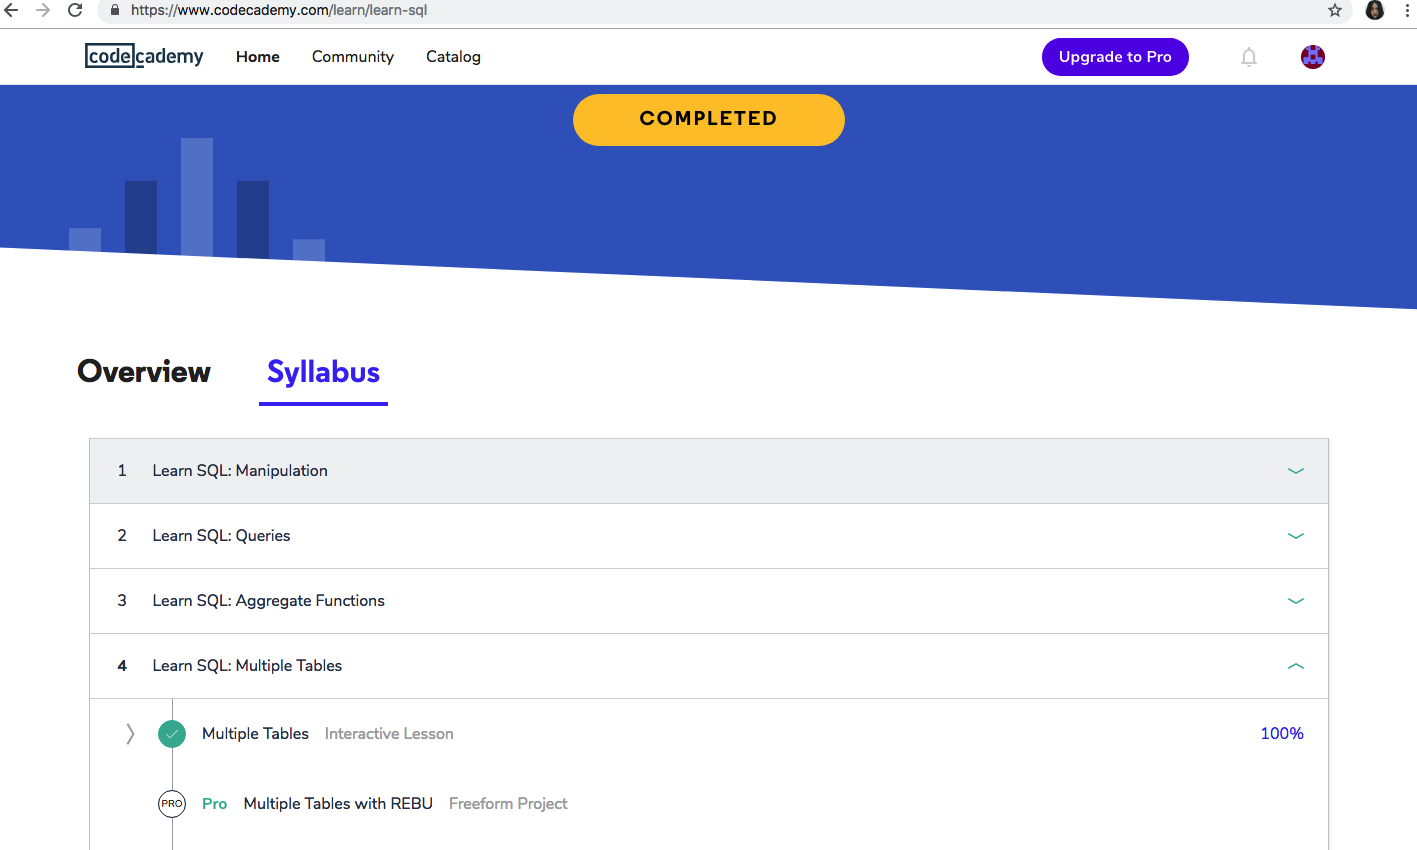 https://www.codecademy.com/learn/learn-sql
codecademy Home Community Catalog Upgrade to Pro
COMPLETED
Overview Syllabus
1 Learn SQL: Manipulation
2 Learn SQL: Queries
3 Learn SQL: Aggregate Functions
4 Learn SQL: Multiple Tables
Multiple Tables Interactive Lesson 100%
PRO Pro Multiple Tables with REBU Freeform Project